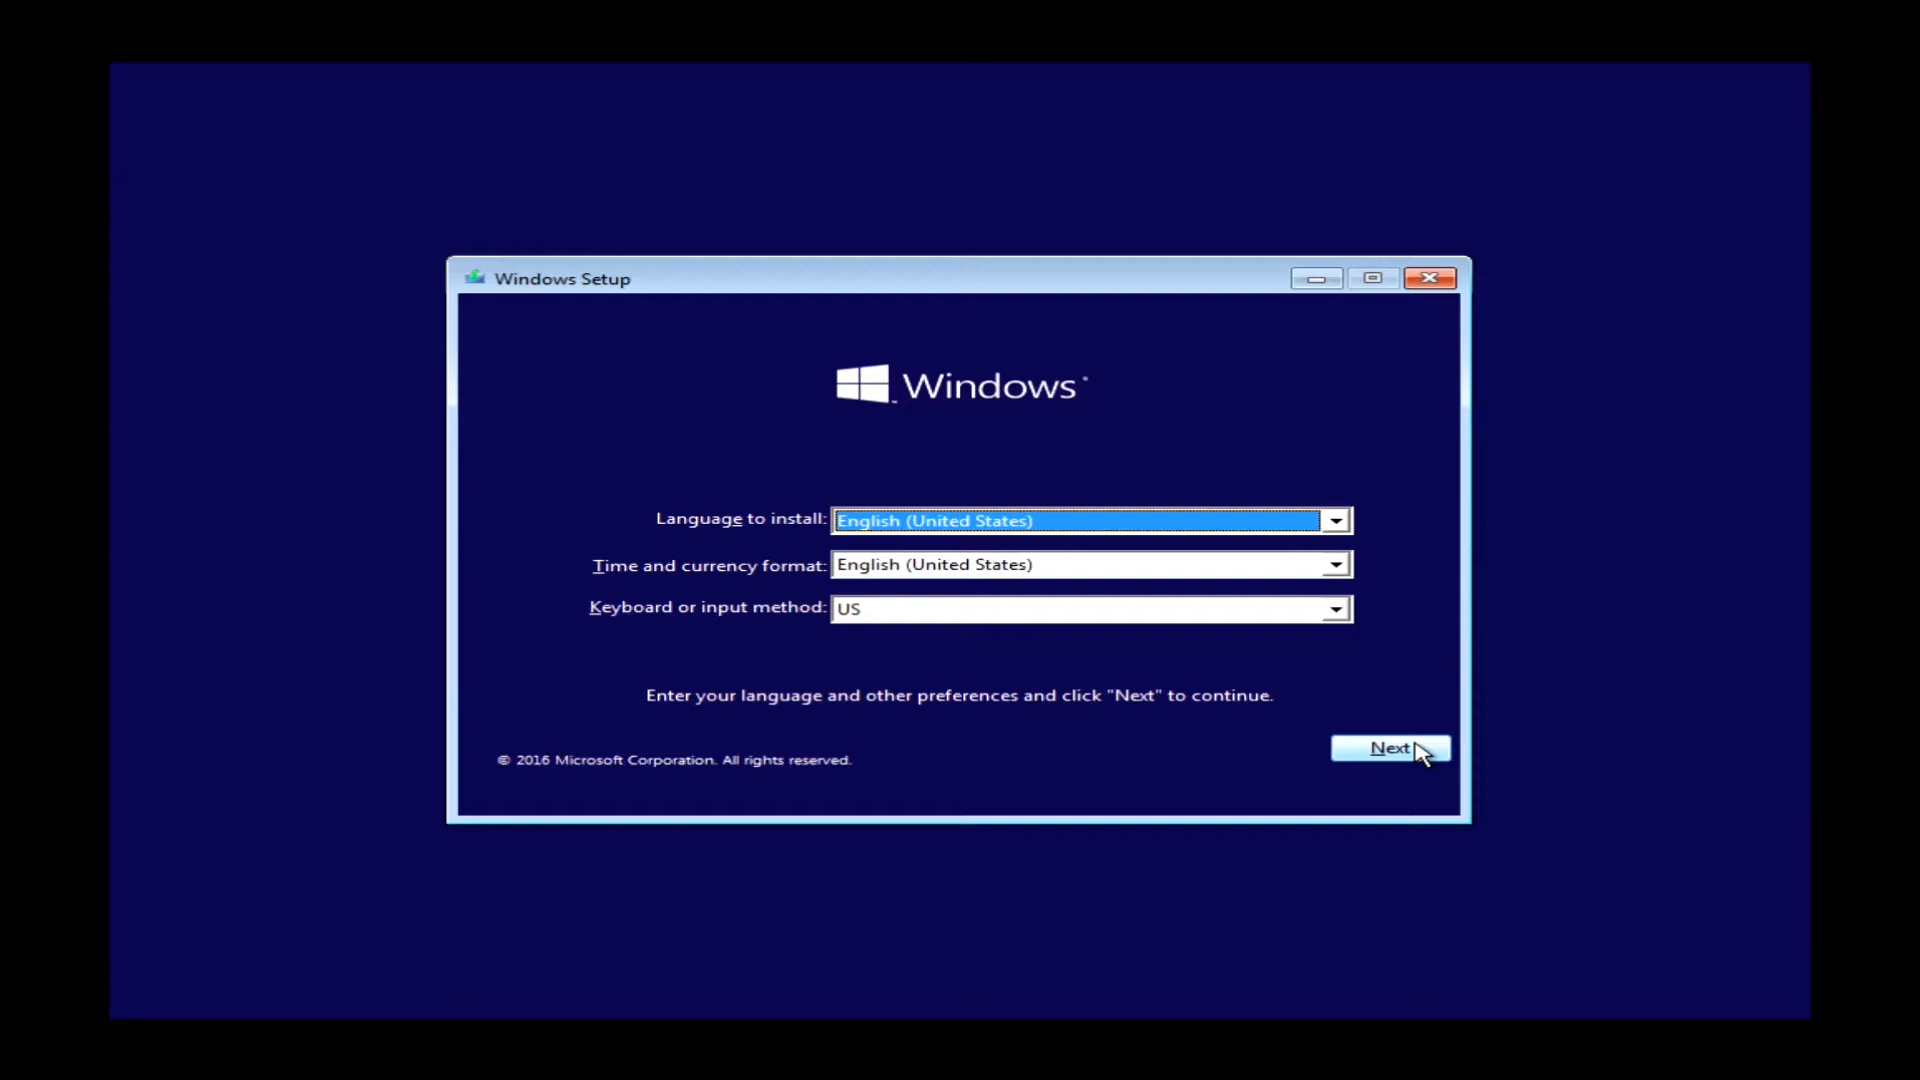 Windows Setup
Windows
Language to install: English (United States)
Time and currency format: English (United States)
Keyboard or input method: US
Enter your language and other preferences and click "Next" to continue.
Next
© 2016 Microsoft Corporation. All rights reserved.